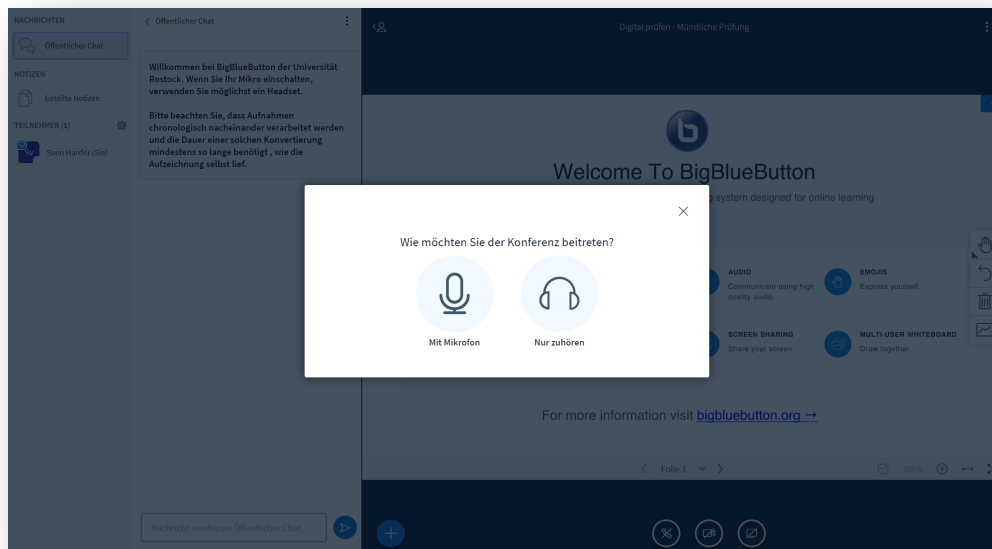 NACHRICHTEN
Öffentlicher Chat
NOTIZEN
Geteilte Notizen
TEILNEHMER (1)
Sv
Sven Harder (Sie)
Öffentlicher Chat
Willkommen bei BigBlueButton der Universität
Rostock. Wenn Sie Ihr Mikro einschalten,
verwenden Sie möglichst ein Headset.
Bitte beachten Sie, dass Aufnahmen
chronologisch nacheinander verarbeitet werden
und die Dauer einer solchen Konvertierung
mindestens so lange benötigt , wie die
Aufzeichnung selbst lief.
Nachricht senden an Öffentlicher Chat
Digital prüfen - Mündliche Prüfung
Welcome To BigBlueButton
system designed for online learning
Wie möchten Sie der Konferenz beitreten?
Mit Mikrofon
Nur zuhören
AUDIO
Communicate using high
quality audio.
EMOJIS
Express yourself.
SCREEN SHARING
Share your screen.
MULTI-USER WHITEBOARD
Draw together.
For more information visit bigbluebutton.org →
Folie 1
100%